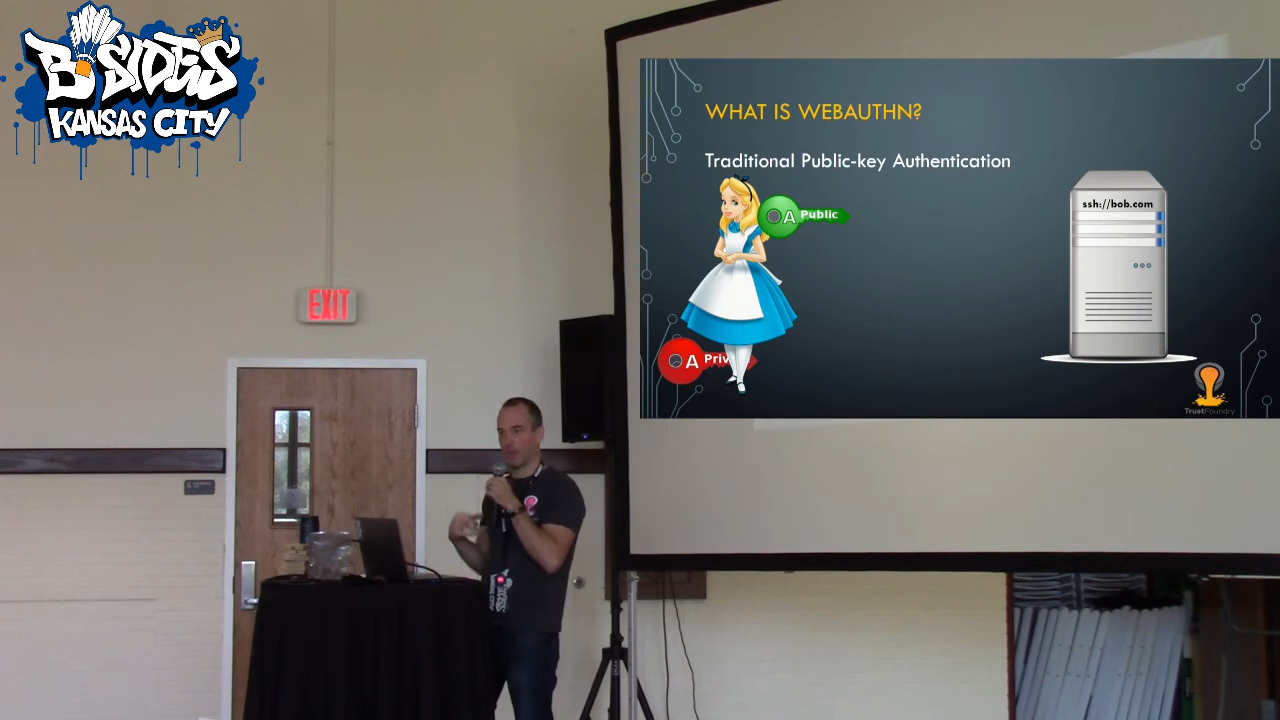 B-SIDES
KANSAS CITY
EXIT
WHAT IS WEBAUTHN?
Traditional Public-key Authentication
A Public
ssh://bob.com
A Priv
TrustFoundry